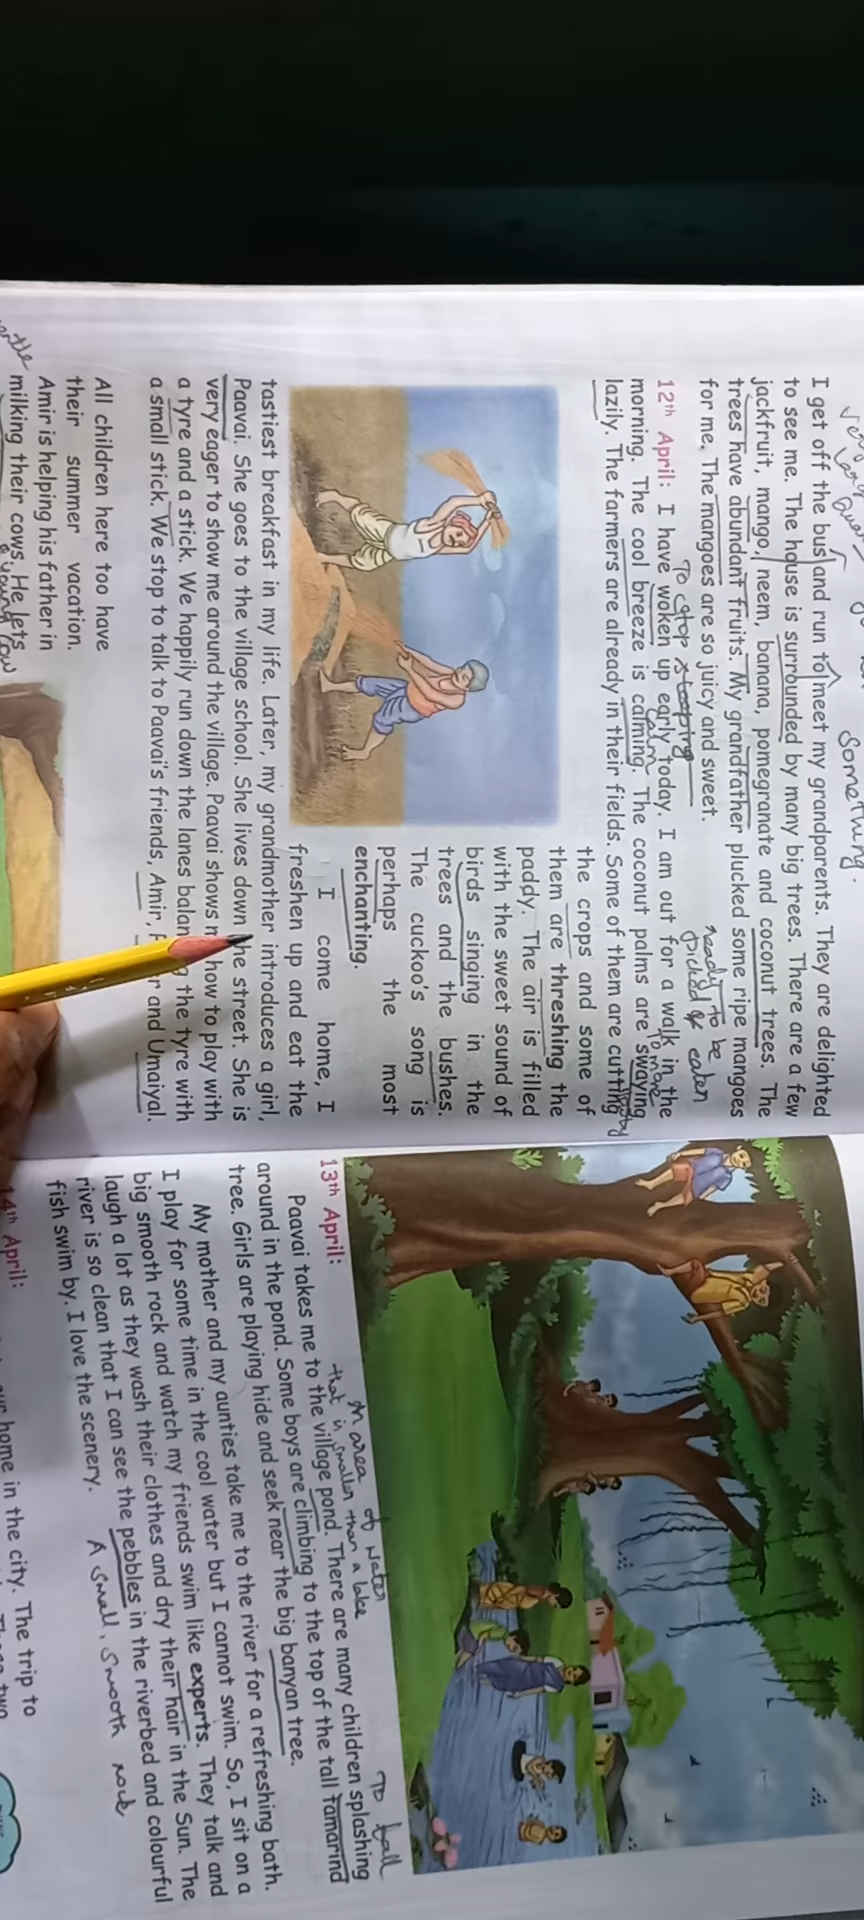 something.
I get off the bus and run to meet my grandparents. They are delighted
to see me. The house is surrounded by many big trees. There are a few
jackfruit, mango, neem, banana, pomegranate and coconut trees. The
trees have abundant fruits. My grandfather plucked some ripe mangoes
for me. The mangoes are so juicy and sweet.
ready to be
picked & eaten
To stop sleeping
12th April: I have woken up early today. I am out for a walk in the
calm
To move
morning. The cool breeze is calming. The coconut palms are swaying
lazily. The farmers are already in their fields. Some of them are cutting
the crops and some of
them are threshing the
paddy. The air is filled
with the sweet sound of
birds singing in the
trees and the bushes.
The cuckoo's song is
perhaps the most
enchanting.
I come home, I
freshen up and eat the
tastiest breakfast in my life. Later, my grandmother introduces a girl,
Paavai. She goes to the village school. She lives down the street. She is
very eager to show me around the village. Paavai shows me how to play with
a tyre and a stick. We happily run down the lanes the tyre with
a small stick. We stop to talk to Paavai's friends, Amir, and Umaiyal.
All children here too have
their summer vacation.
Amir is helping his father in
milking their cows. He lets
13th April:
An area of water
that is smaller than a lake
To fall
Paavai takes me to the village pond. There are many children splashing
around in the pond. Some boys are climbing to the top of the tall tamarind
tree. Girls are playing hide and seek near the big banyan tree.
My mother and my aunties take me to the river for a refreshing bath.
I play for some time in the cool water but I cannot swim. So, I sit on a
big smooth rock and watch my friends swim like experts. They talk and
laugh a lot as they wash their clothes and dry their hair in the Sun. The
river is so clean that I can see the pebbles in the riverbed and colourful
fish swim by. I love the scenery.
A small, smooth rock
14th April:
our home in the city. The trip to